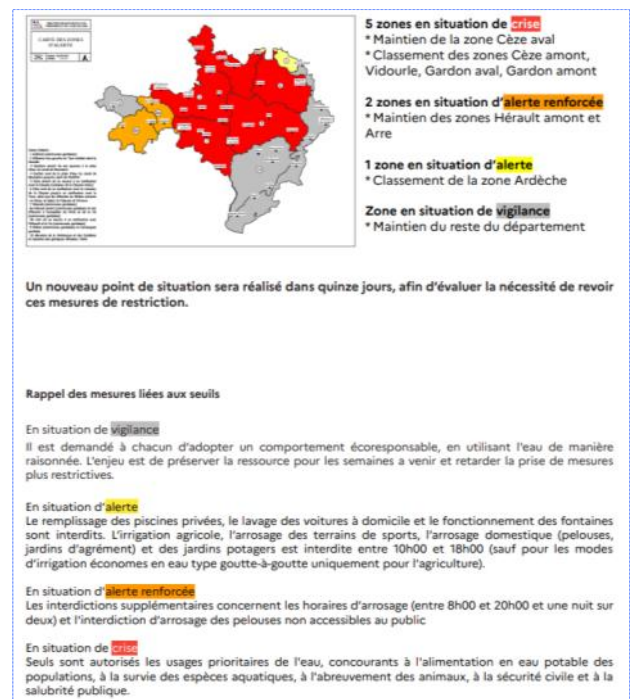 CARTE DES ZONES
D'ALERTE
5 zones en situation de crise
* Maintien de la zone Cèze aval
* Classement des zones Cèze amont,
Vidourle, Gardon aval, Gardon amont
2 zones en situation d'alerte renforcée
* Maintien des zones Hérault amont et
Arre
1 zone en situation d'alerte
* Classement de la zone Ardèche
Zone en situation de vigilance
* Maintien du reste du département
Un nouveau point de situation sera réalisé dans quinze jours, afin d'évaluer la nécessité de revoir
ces mesures de restriction.
Rappel des mesures liées aux seuils
En situation de vigilance
Il est demandé à chacun d'adopter un comportement écoresponsable, en utilisant l'eau de manière
raisonnée. L'enjeu est de préserver la ressource pour les semaines a venir et retarder la prise de mesures
plus restrictives.
En situation d'alerte
Le remplissage des piscines privées, le lavage des voitures à domicile et le fonctionnement des fontaines
sont interdits. L'irrigation agricole, l'arrosage des terrains de sports, l'arrosage domestique (pelouses,
jardins d'agrément) et des jardins potagers est interdite entre 10h00 et 18h00 (sauf pour les modes
d'irrigation économes en eau type goutte-à-goutte uniquement pour l'agriculture).
En situation d'alerte renforcée
Les interdictions supplémentaires concernent les horaires d'arrosage (entre 8h00 et 20h00 et une nuit sur
deux) et l'interdiction d'arrosage des pelouses non accessibles au public
En situation de crise
Seuls sont autorisés les usages prioritaires de l'eau, concourants à l'alimentation en eau potable des
populations, à la survie des espèces aquatiques, à l'abreuvement des animaux, à la sécurité civile et à la
salubrité publique.